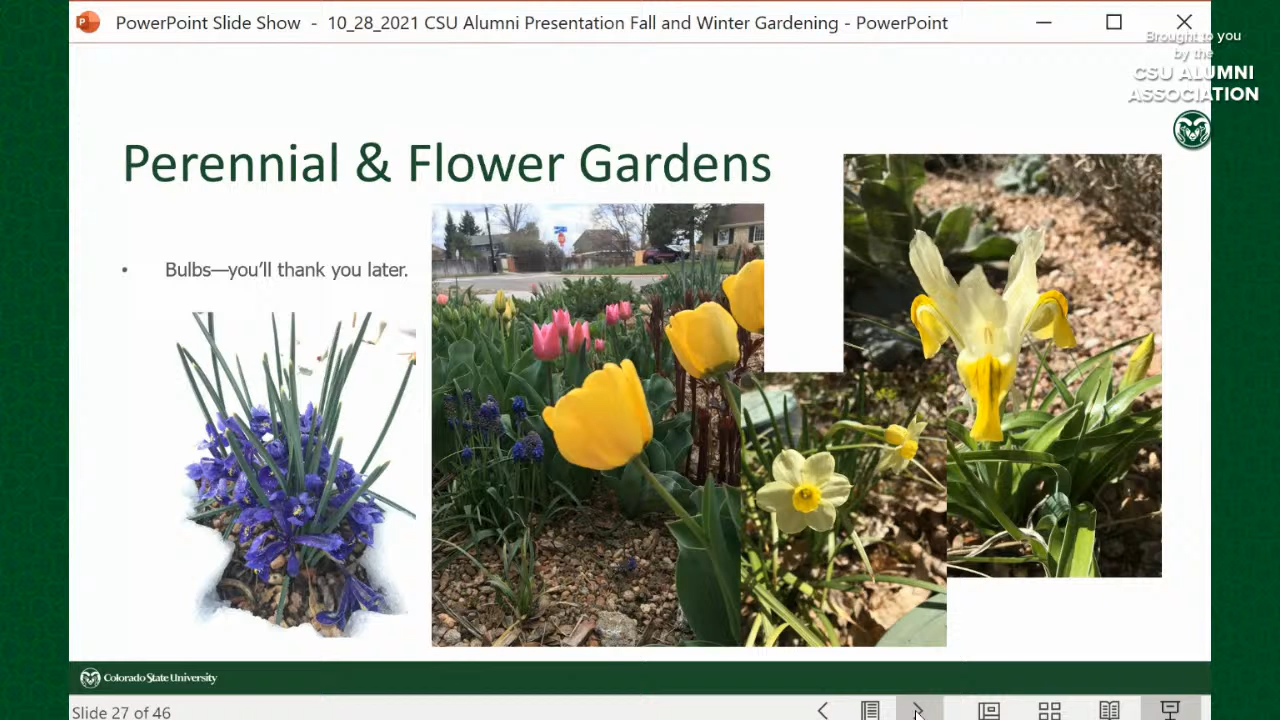 PowerPoint Slide Show - 10_28_2021 CSU Alumni Presentation Fall and Winter Gardening - PowerPoint
Brought to you
by the
CSU ALUMNI
ASSOCIATION
Perennial & Flower Gardens
• Bulbs—you’ll thank you later.
Colorado State University
Slide 27 of 46